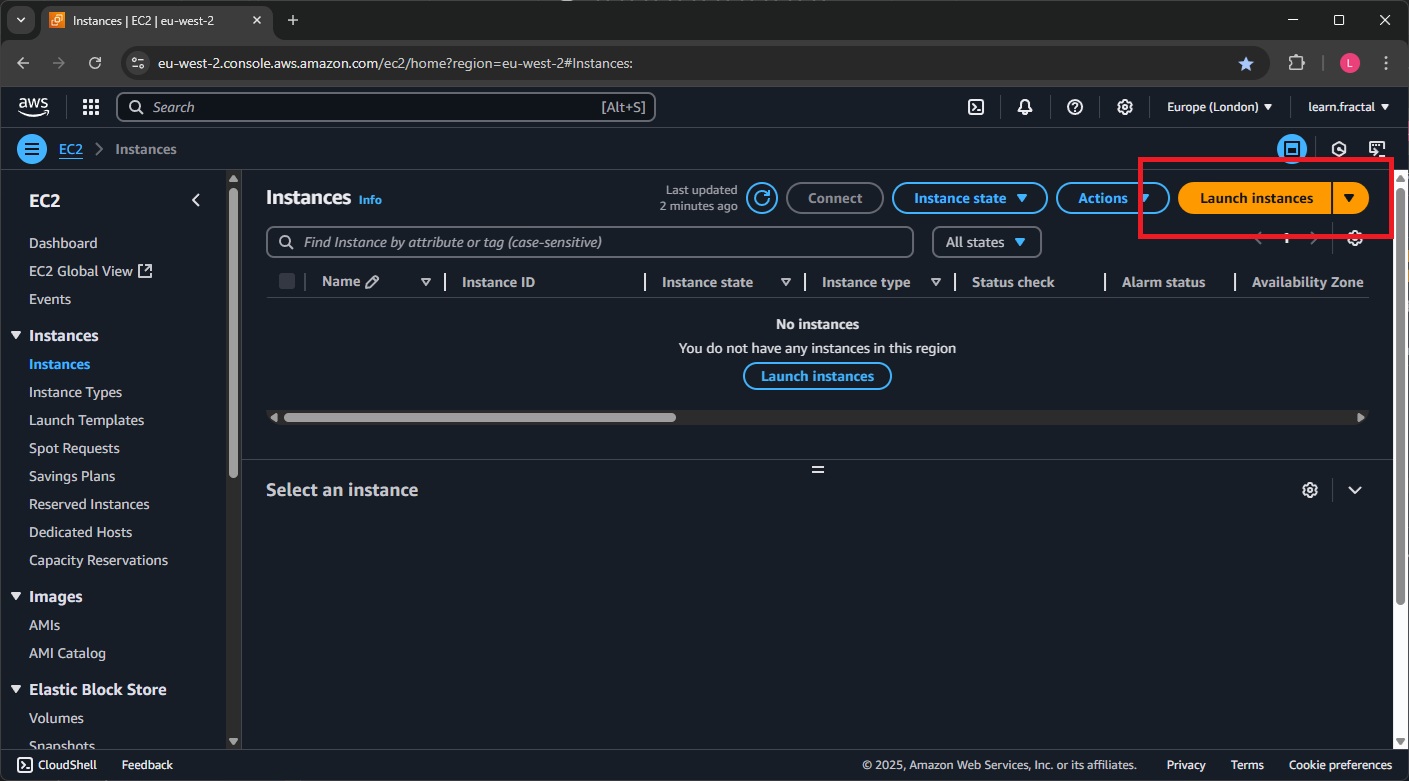 Instances | EC2 | eu-west-2
eu-west-2.console.aws.amazon.com/ec2/home?region=eu-west-2#Instances:
L
aws
Search [Alt+S]
Europe (London)
learn.fractal
EC2 > Instances
EC2
Dashboard
EC2 Global View
Events
Instances
Instances
Instance Types
Launch Templates
Spot Requests
Savings Plans
Reserved Instances
Dedicated Hosts
Capacity Reservations
Images
AMIs
AMI Catalog
Elastic Block Store
Volumes
Snapshots
Instances Info
Last updated
2 minutes ago
Connect
Instance state
Actions
Launch instances
Find Instance by attribute or tag (case-sensitive)
All states
1
Name Instance ID Instance state Instance type Status check Alarm status Availability Zone
No instances
You do not have any instances in this region
Launch instances
Select an instance
CloudShell Feedback © 2025, Amazon Web Services, Inc. or its affiliates. Privacy Terms Cookie preferences